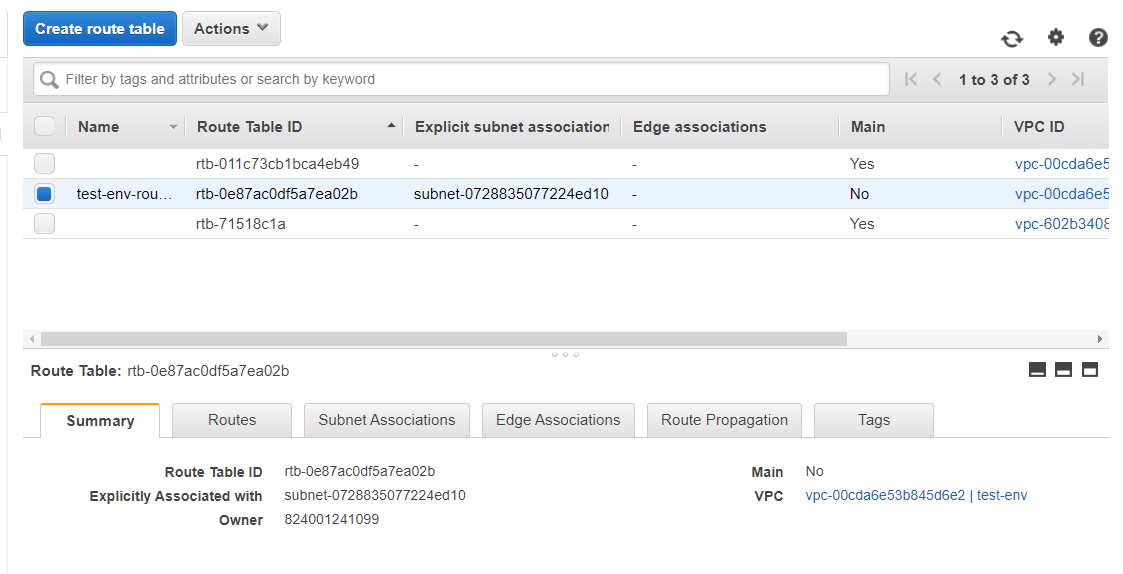 Create route table Actions
Filter by tags and attributes or search by keyword 1 to 3 of 3
Name Route Table ID Explicit subnet association Edge associations Main VPC ID
rtb-011c73cb1bca4eb49 - - Yes vpc-00cda6e5
test-env-rou... rtb-0e87ac0df5a7ea02b subnet-0728835077224ed10 - No vpc-00cda6e5
rtb-71518c1a - - Yes vpc-602b3408
Route Table: rtb-0e87ac0df5a7ea02b
Summary Routes Subnet Associations Edge Associations Route Propagation Tags
Route Table ID rtb-0e87ac0df5a7ea02b Main No
Explicitly Associated with subnet-0728835077224ed10 VPC vpc-00cda6e53b845d6e2 | test-env
Owner 824001241099